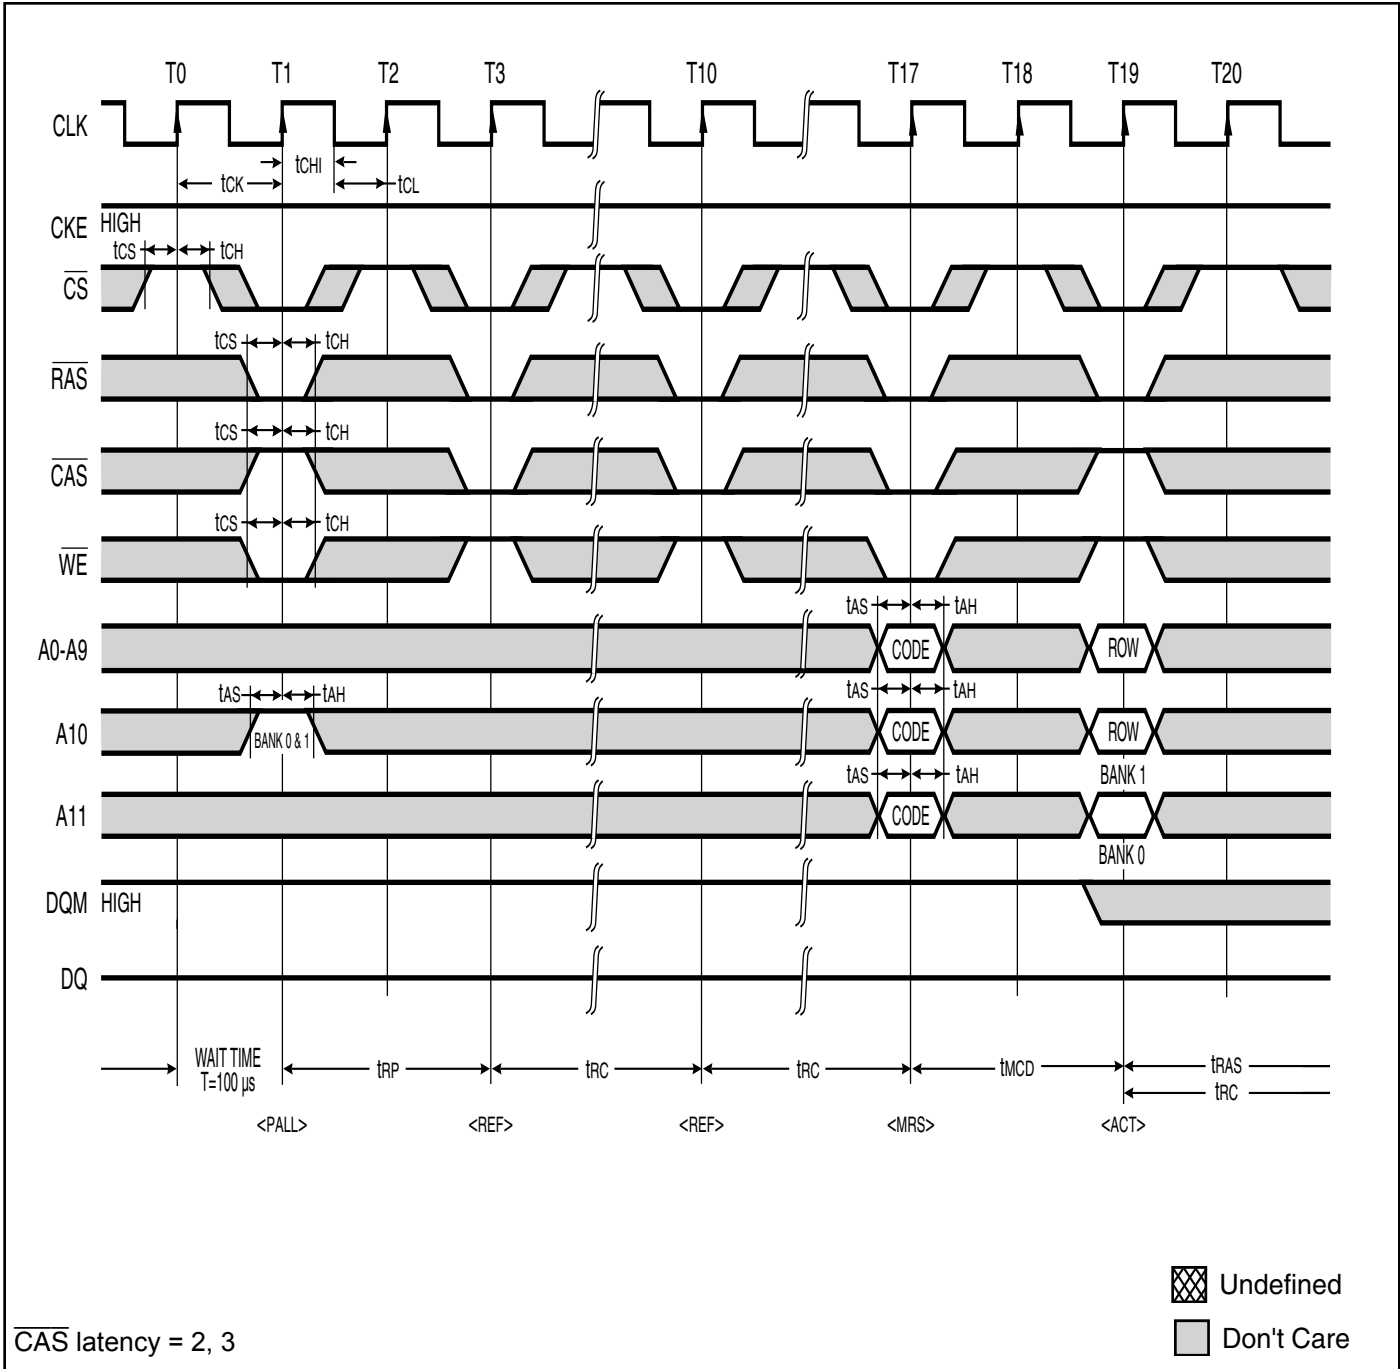 T0 T1 T2 T3 T10 T17 T18 T19 T20
CLK
tCHI
tCK tCL
CKE HIGH
tCS tCH
CS
tCS tCH
RAS
tCS tCH
CAS
tCS tCH
WE
tAS tAH
A0-A9 CODE ROW
tAS tAH tAS tAH
A10 BANK 0 & 1 CODE ROW
tAS tAH BANK 1
A11 CODE
BANK 0
DQM HIGH
DQ
WAIT TIME
T=100 µs
tRP tRC tRC tMCD tRAS
tRC
<PALL> <REF> <REF> <MRS> <ACT>
Undefined
CAS latency = 2, 3
Don't Care